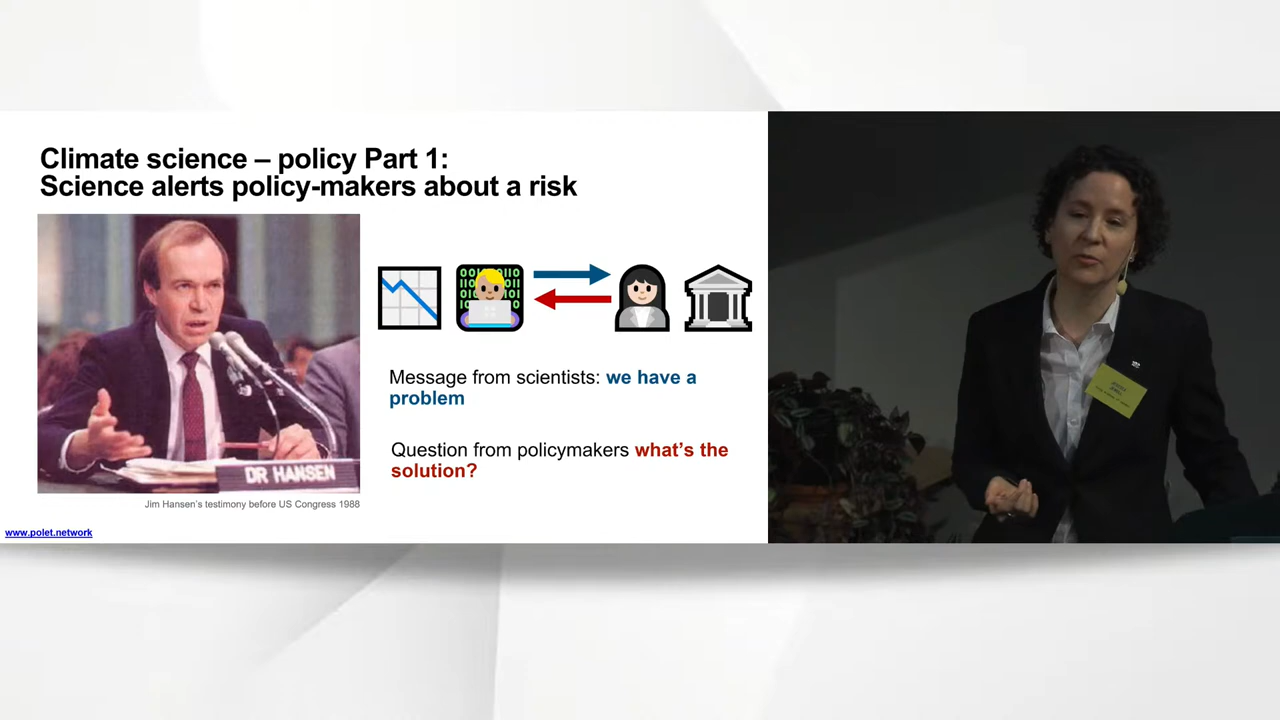 Climate science – policy Part 1:
Science alerts policy-makers about a risk
DR HANSEN
Message from scientists: we have a
problem
Question from policymakers what's the
solution?
Jim Hansen's testimony before US Congress 1988
www.polet.network